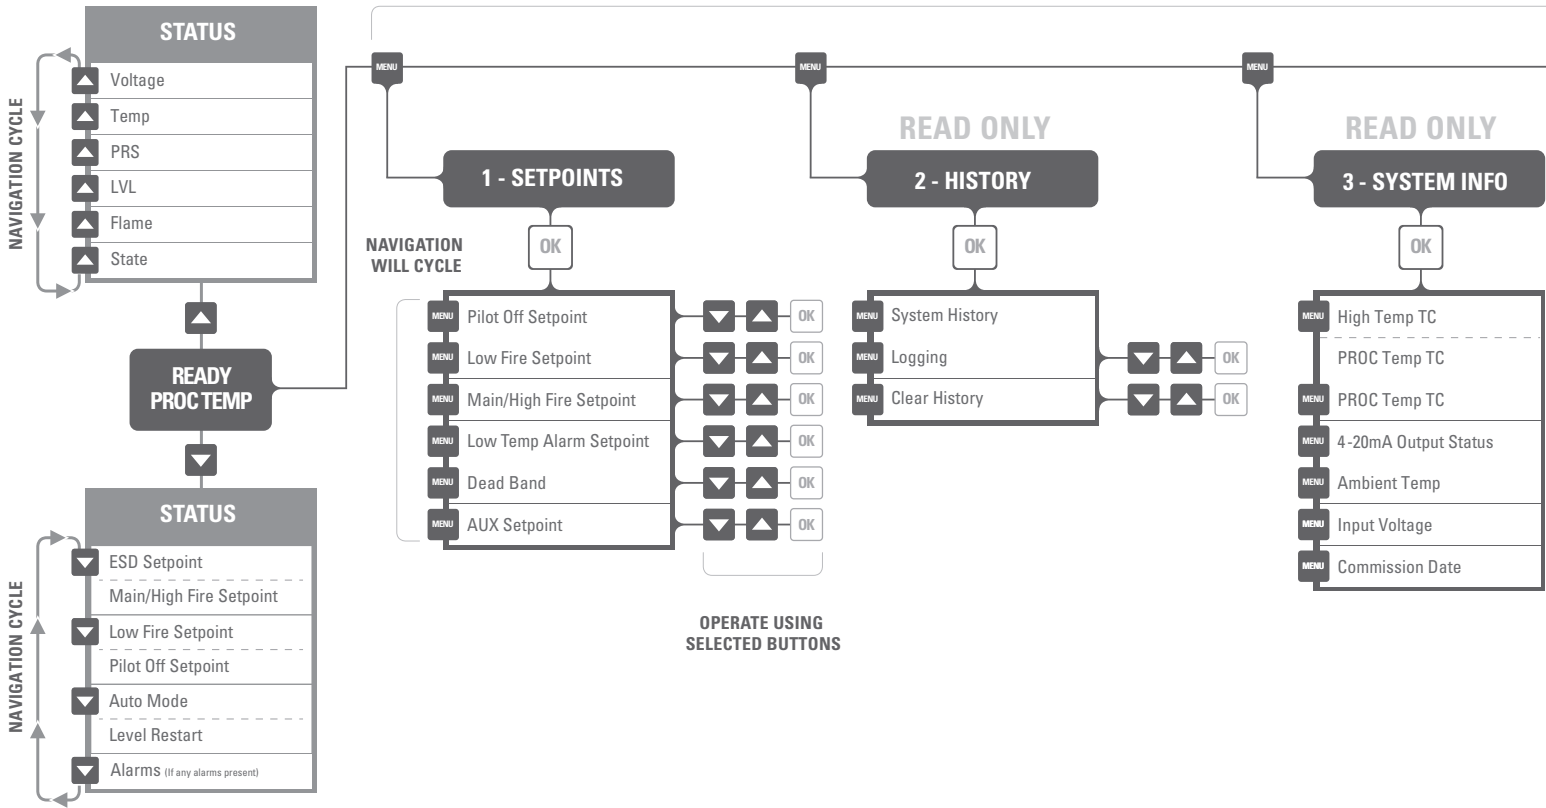 STATUS
NAVIGATION CYCLE
Voltage
Temp
PRS
LVL
Flame
State
READY
PROC TEMP
STATUS
NAVIGATION CYCLE
ESD Setpoint
Main/High Fire Setpoint
Low Fire Setpoint
Pilot Off Setpoint
Auto Mode
Level Restart
Alarms (If any alarms present)
MENU
1 - SETPOINTS
OK
NAVIGATION
WILL CYCLE
MENU Pilot Off Setpoint OK
MENU Low Fire Setpoint OK
MENU Main/High Fire Setpoint OK
MENU Low Temp Alarm Setpoint OK
MENU Dead Band OK
MENU AUX Setpoint OK
OPERATE USING
SELECTED BUTTONS
MENU
READ ONLY
2 - HISTORY
OK
MENU System History
MENU Logging OK
MENU Clear History OK
MENU
READ ONLY
3 - SYSTEM INFO
OK
MENU High Temp TC
PROC Temp TC
MENU PROC Temp TC
MENU 4-20mA Output Status
MENU Ambient Temp
MENU Input Voltage
MENU Commission Date